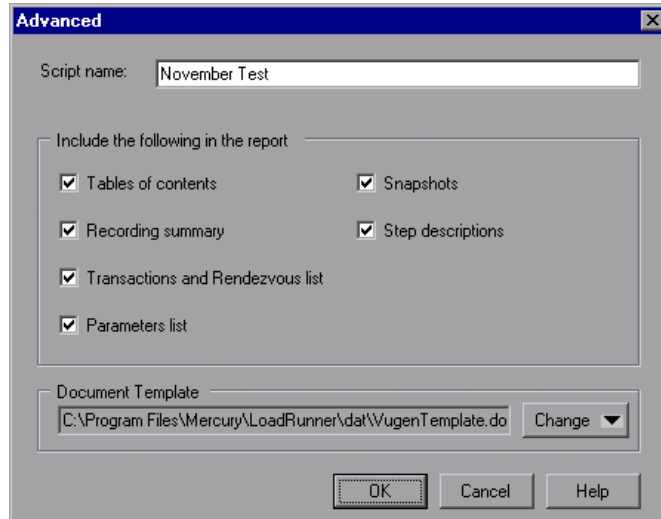 Advanced
Script name: November Test
Include the following in the report
Tables of contents Snapshots
Recording summary Step descriptions
Transactions and Rendezvous list
Parameters list
Document Template
C:\Program Files\Mercury\LoadRunner\dat\VugenTemplate.do Change
OK Cancel Help